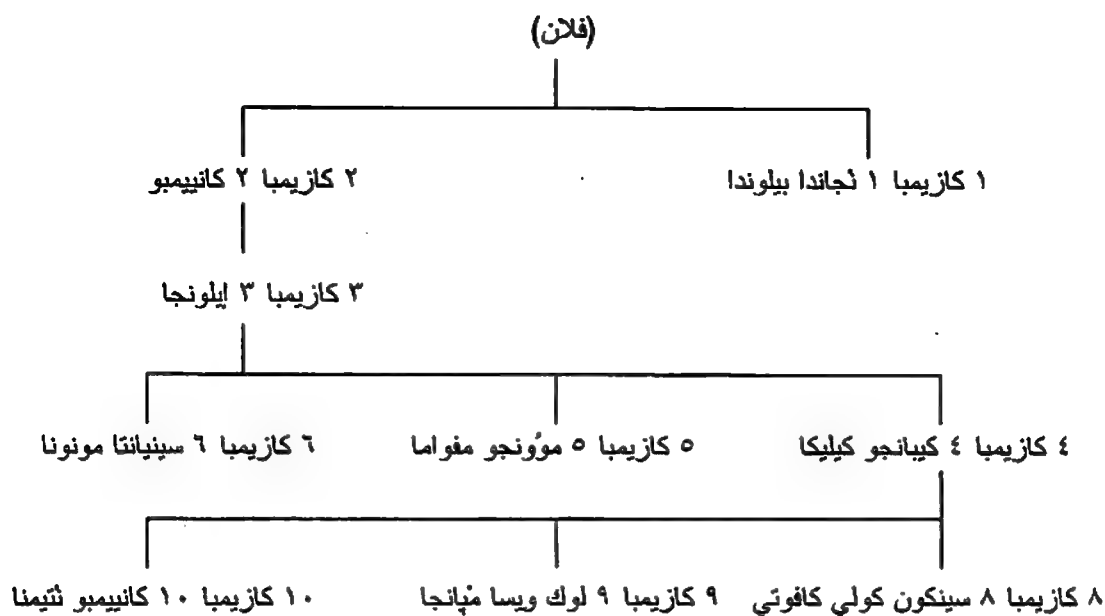 (فلان)
١ كازيمبا ١ نْجاندا بيلوندا
٢ كازيمبا ٢ كانييمبو
٣ كازيمبا ٣ إيلونجا
٤ كازيمبا ٤ كيبانجو كيليكا
٥ كازيمبا ٥ موؤنجو مفواما
٦ كازيمبا ٦ سينيانتا مونونا
٨ كازيمبا ٨ سينكون كولي كافوتي
٩ كازيمبا ٩ لوك ويسا مْپانجا
١٠ كازيمبا ١٠ كانييمبو نْتيمنا